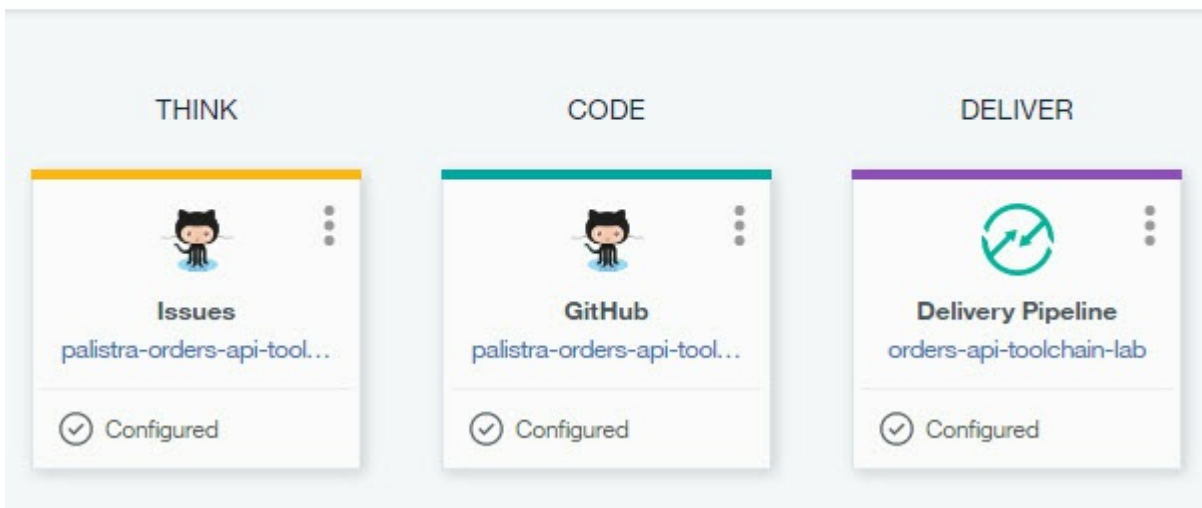 THINK
CODE
DELIVER
Issues
palistra-orders-api-tool...
Configured
GitHub
palistra-orders-api-tool...
Configured
Delivery Pipeline
orders-api-toolchain-lab
Configured